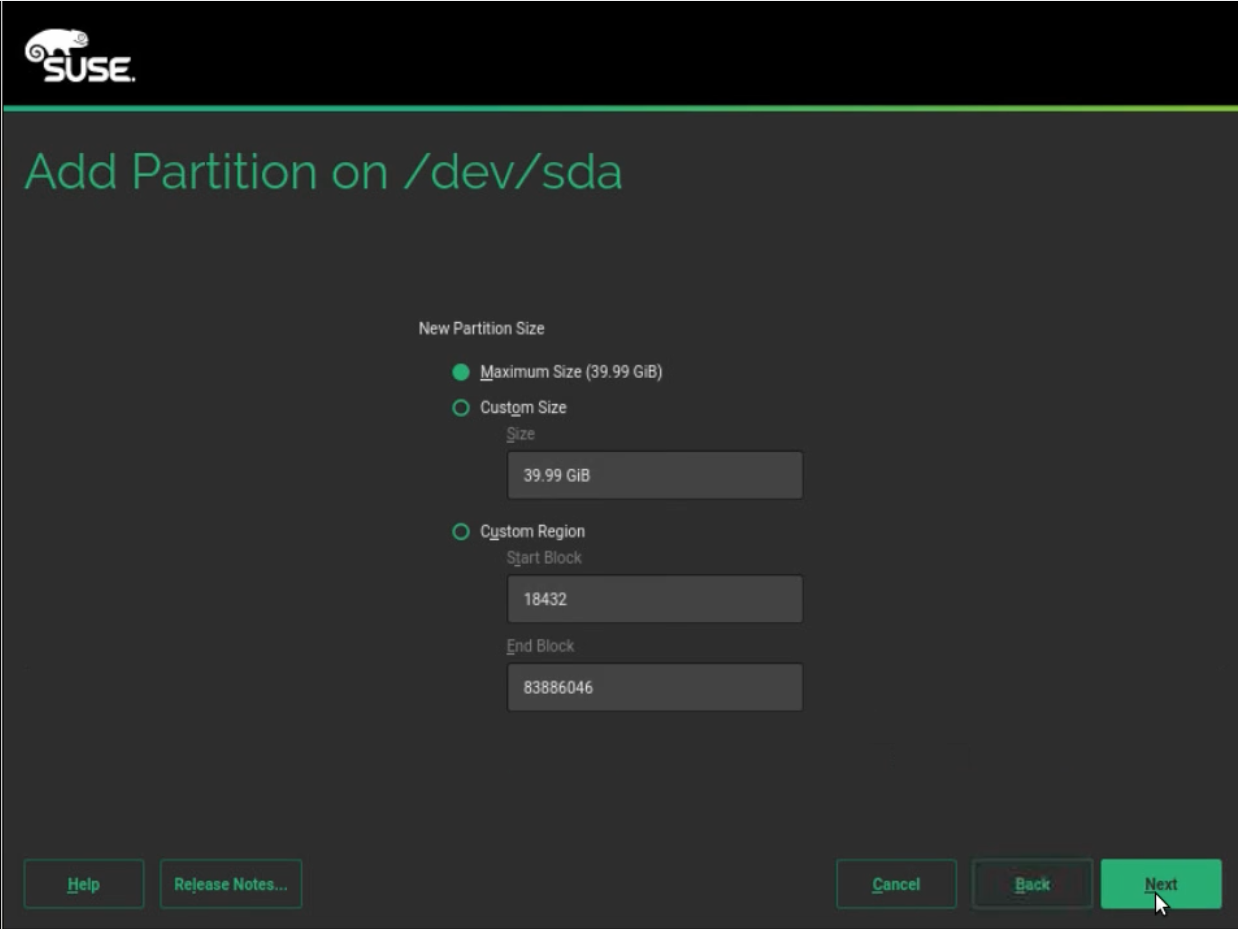 SUSE.
Add Partition on /dev/sda
New Partition Size
Maximum Size (39.99 GiB)
Custom Size
Size
39.99 GiB
Custom Region
Start Block
18432
End Block
83886046
Help
Release Notes...
Cancel
Back
Next